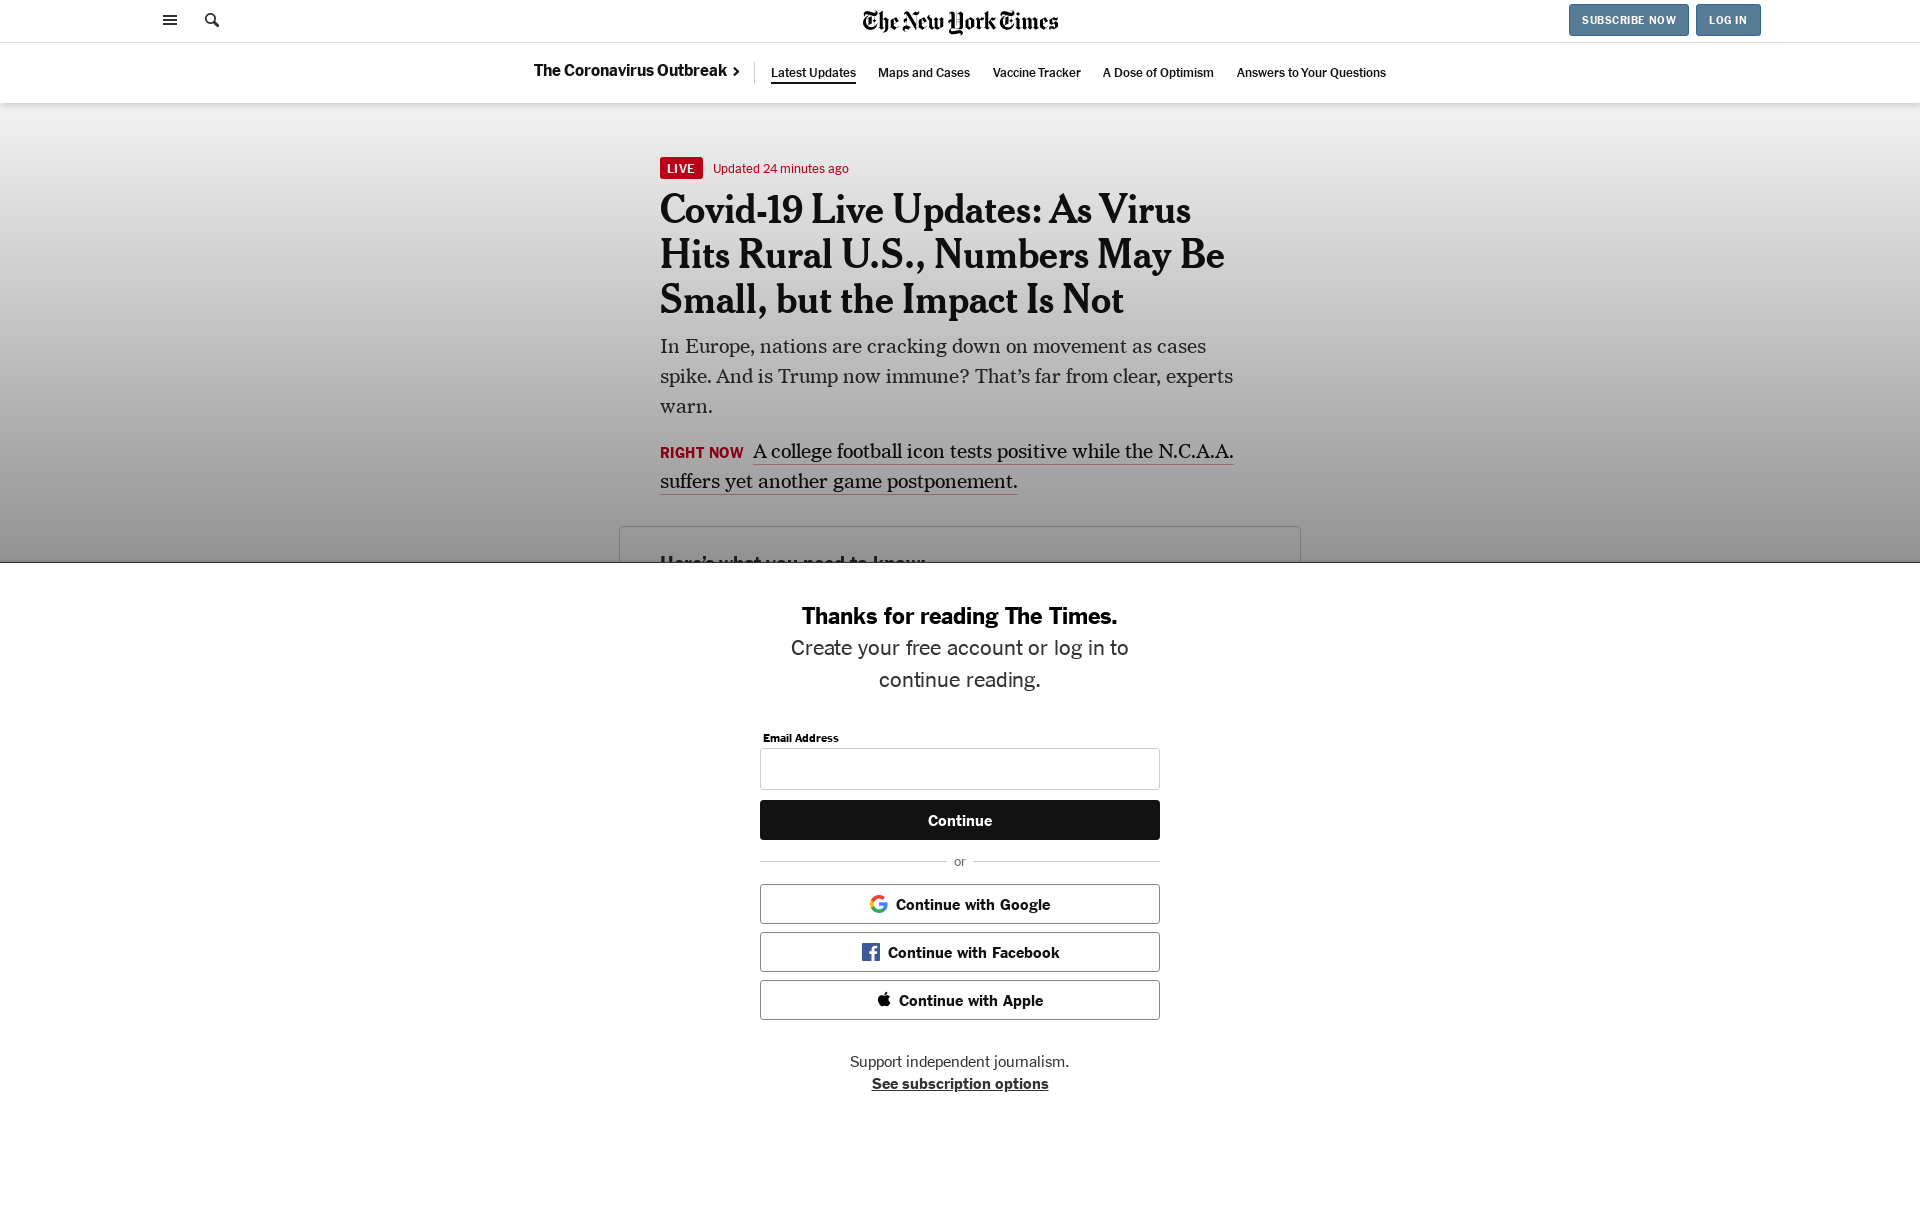 The New York Times
SUBSCRIBE NOW
LOG IN
The Coronavirus Outbreak
Latest Updates
Maps and Cases
Vaccine Tracker
A Dose of Optimism
Answers to Your Questions
LIVE Updated 24 minutes ago
Covid-19 Live Updates: As Virus
Hits Rural U.S., Numbers May Be
Small, but the Impact Is Not
In Europe, nations are cracking down on movement as cases
spike. And is Trump now immune? That’s far from clear, experts
warn.
RIGHT NOW A college football icon tests positive while the N.C.A.A.
suffers yet another game postponement.
Here’s what you need to know:
Thanks for reading The Times.
Create your free account or log in to
continue reading.
Email Address
Continue
or
Continue with Google
Continue with Facebook
Continue with Apple
Support independent journalism.
See subscription options